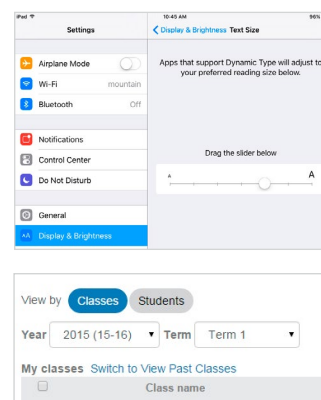 iPad
10:45 AM
96%
Settings
Display & Brightness
Text Size
Airplane Mode
Wi-Fi
mountain
Bluetooth
Off
Notifications
Control Center
Do Not Disturb
General
AA
Display & Brightness
Apps that support Dynamic Type will adjust to
your preferred reading size below.
Drag the slider below
A
A
View by
Classes
Students
Year
2015 (15-16)
Term
Term 1
My classes Switch to View Past Classes
Class name